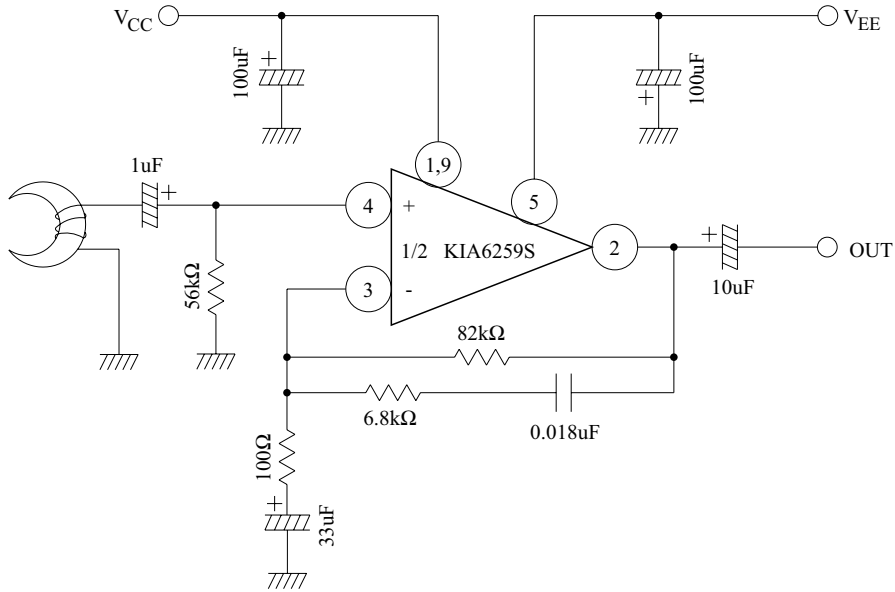 VCC
VEE
100uF
+
100uF
+
1uF
+
1,9
5
4
+
1/2 KIA6259S
2
+
OUT
10uF
3
-
56kΩ
82kΩ
6.8kΩ
0.018uF
100Ω
+
33uF